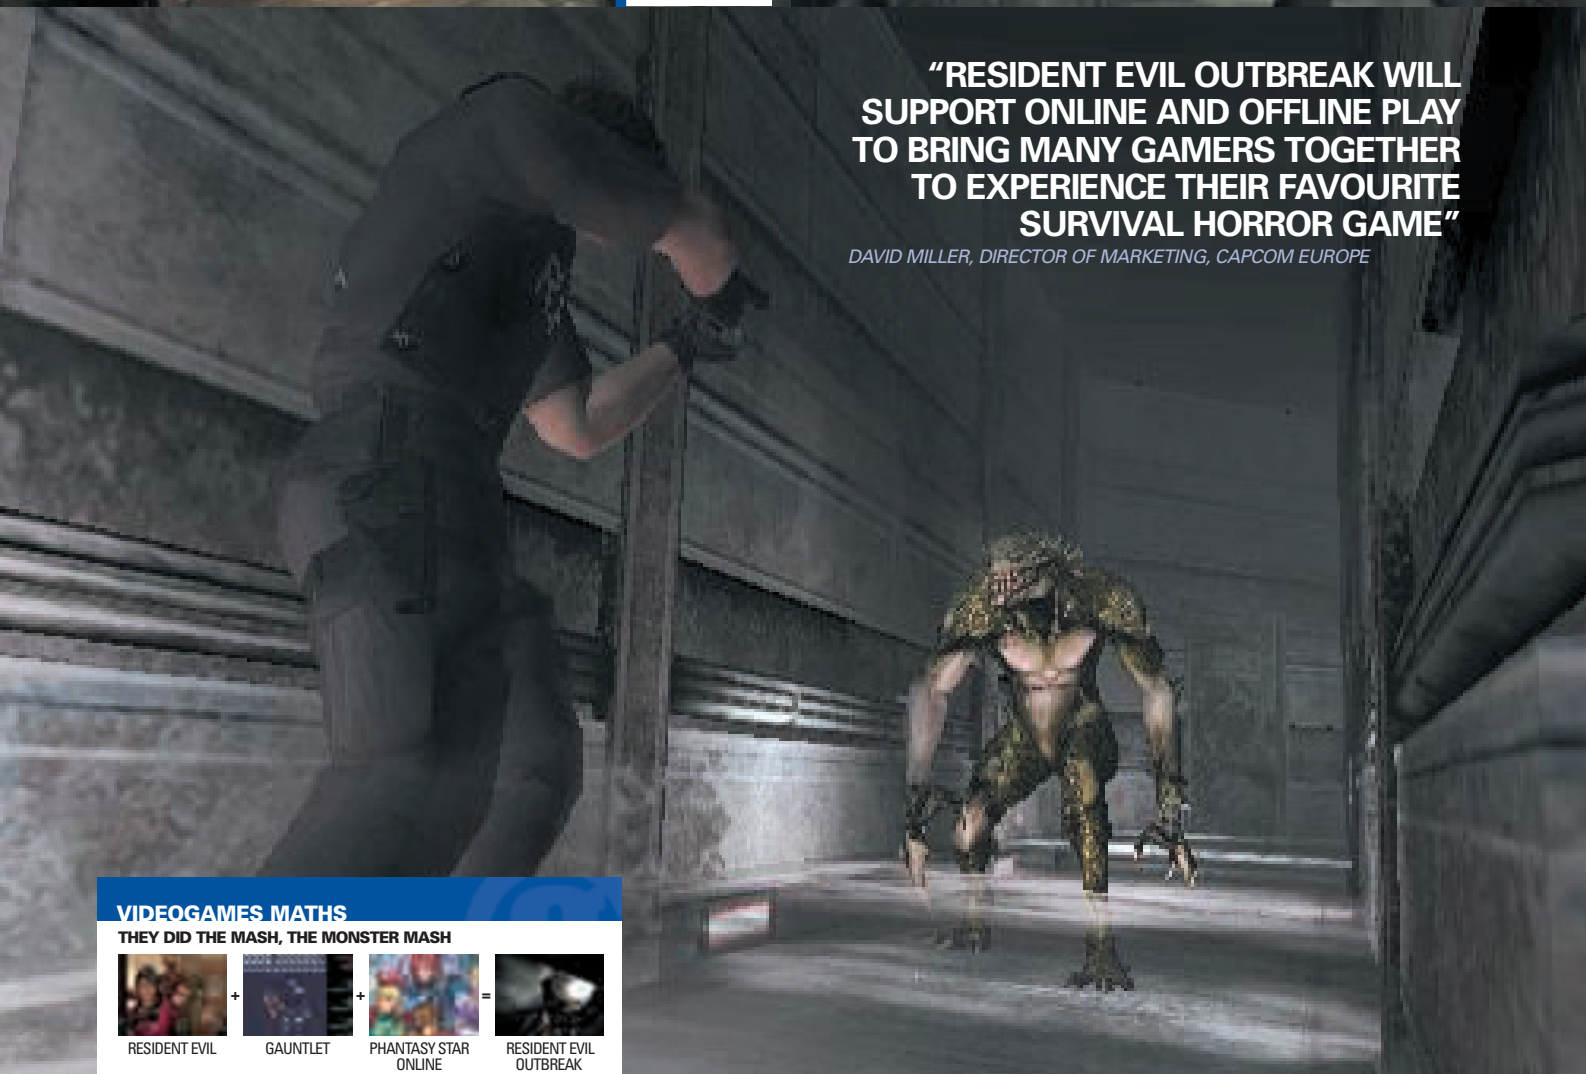 “RESIDENT EVIL OUTBREAK WILL
SUPPORT ONLINE AND OFFLINE PLAY
TO BRING MANY GAMERS TOGETHER
TO EXPERIENCE THEIR FAVOURITE
SURVIVAL HORROR GAME”
DAVID MILLER, DIRECTOR OF MARKETING, CAPCOM EUROPE
VIDEOGAMES MATHS
THEY DID THE MASH, THE MONSTER MASH
+ + =
RESIDENT EVIL
GAUNTLET
PHANTASY STAR
ONLINE
RESIDENT EVIL
OUTBREAK